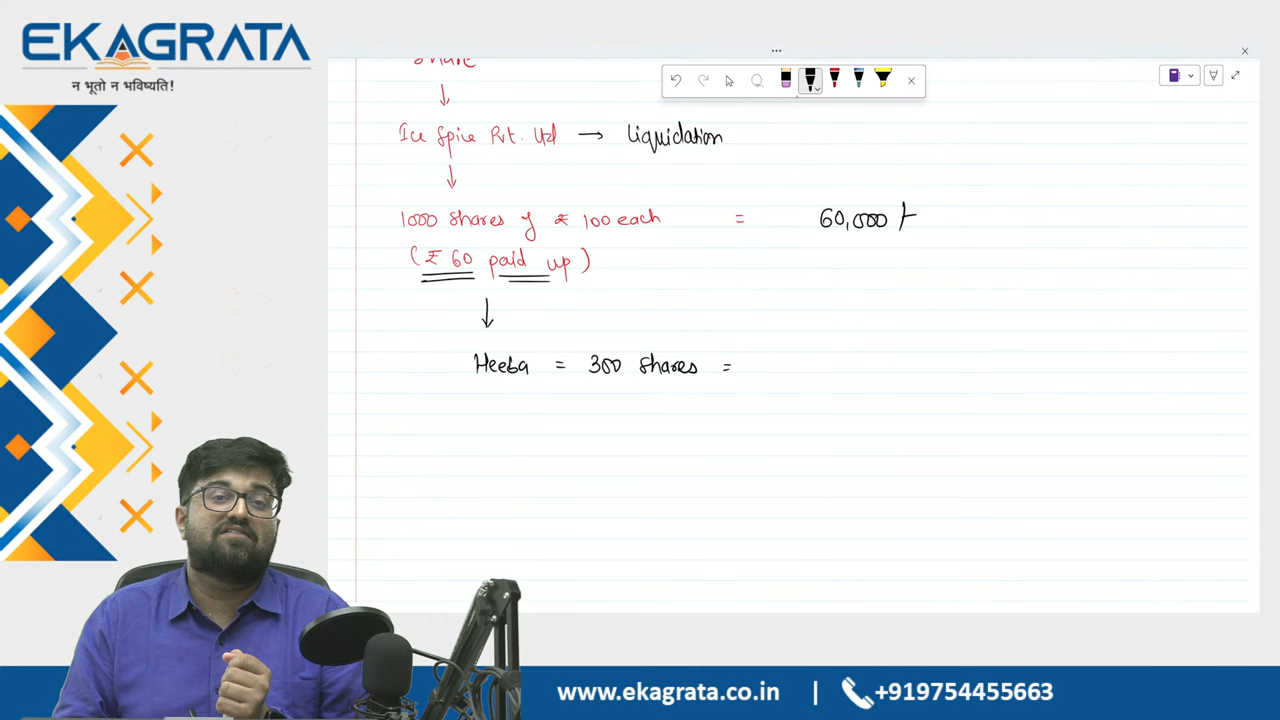 EKAGRATA
न भूतो न भविष्यति!
share
Ice Spice Pvt. Ltd → Liquidation
1000 shares of ₹ 100 each = 60,000 /-
(₹ 60 paid up)
Heeba = 300 shares =
www.ekagrata.co.in | +919754455663